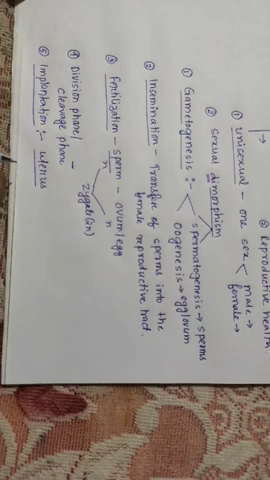 ⑥ Reproductive health.
① unisexual - one sex < male →
female →
② sexual dimorphism
① Gametogenesis :- < spermatogenesis → sperms
Oogenesis → egg/ovum
② Insemination - Transfer of sperms into the
female reproductive tract.
③ Fertilization - sperm - ovum/egg
n n
zygote(2n)
④ Division phase/ -
cleavage phase
⑤ Implantation :- uterus